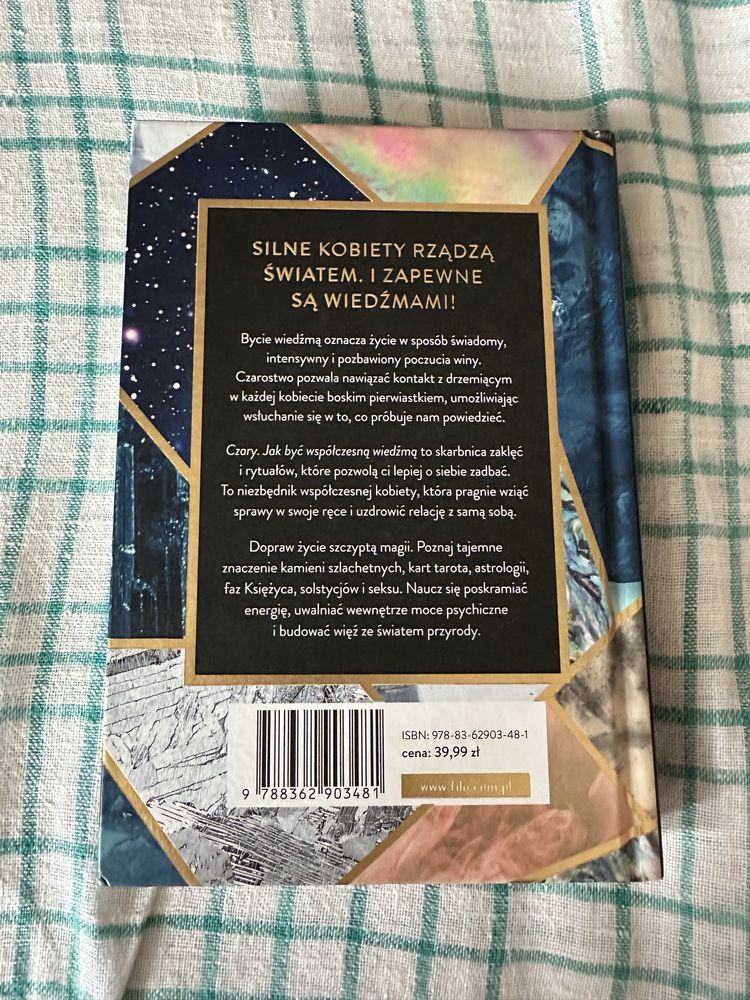 SILNE KOBIETY RZĄDZĄ
ŚWIATEM. I ZAPEWNE
SĄ WIEDŹMAMI!
Bycie wiedźmą oznacza życie w sposób świadomy,
intensywny i pozbawiony poczucia winy.
Czarostwo pozwala nawiązać kontakt z drzemiącym
w każdej kobiecie boskim pierwiastkiem, umożliwiając
wsłuchanie się w to, co próbuje nam powiedzieć.
Czary. Jak być współczesną wiedźmą to skarbnica zaklęć
i rytuałów, które pozwolą ci lepiej o siebie zadbać.
To niezbędnik współczesnej kobiety, która pragnie wziąć
sprawy w swoje ręce i uzdrowić relację z samą sobą.
Dopraw życie szczyptą magii. Poznaj tajemne
znaczenie kamieni szlachetnych, kart tarota, astrologii,
faz Księżyca, solstycjów i seksu. Naucz się poskramiać
energię, uwalniać wewnętrze moce psychiczne
i budować więź ze światem przyrody.
ISBN: 978-83-62903-48-1
cena: 39,99 zł
9 788362 903481